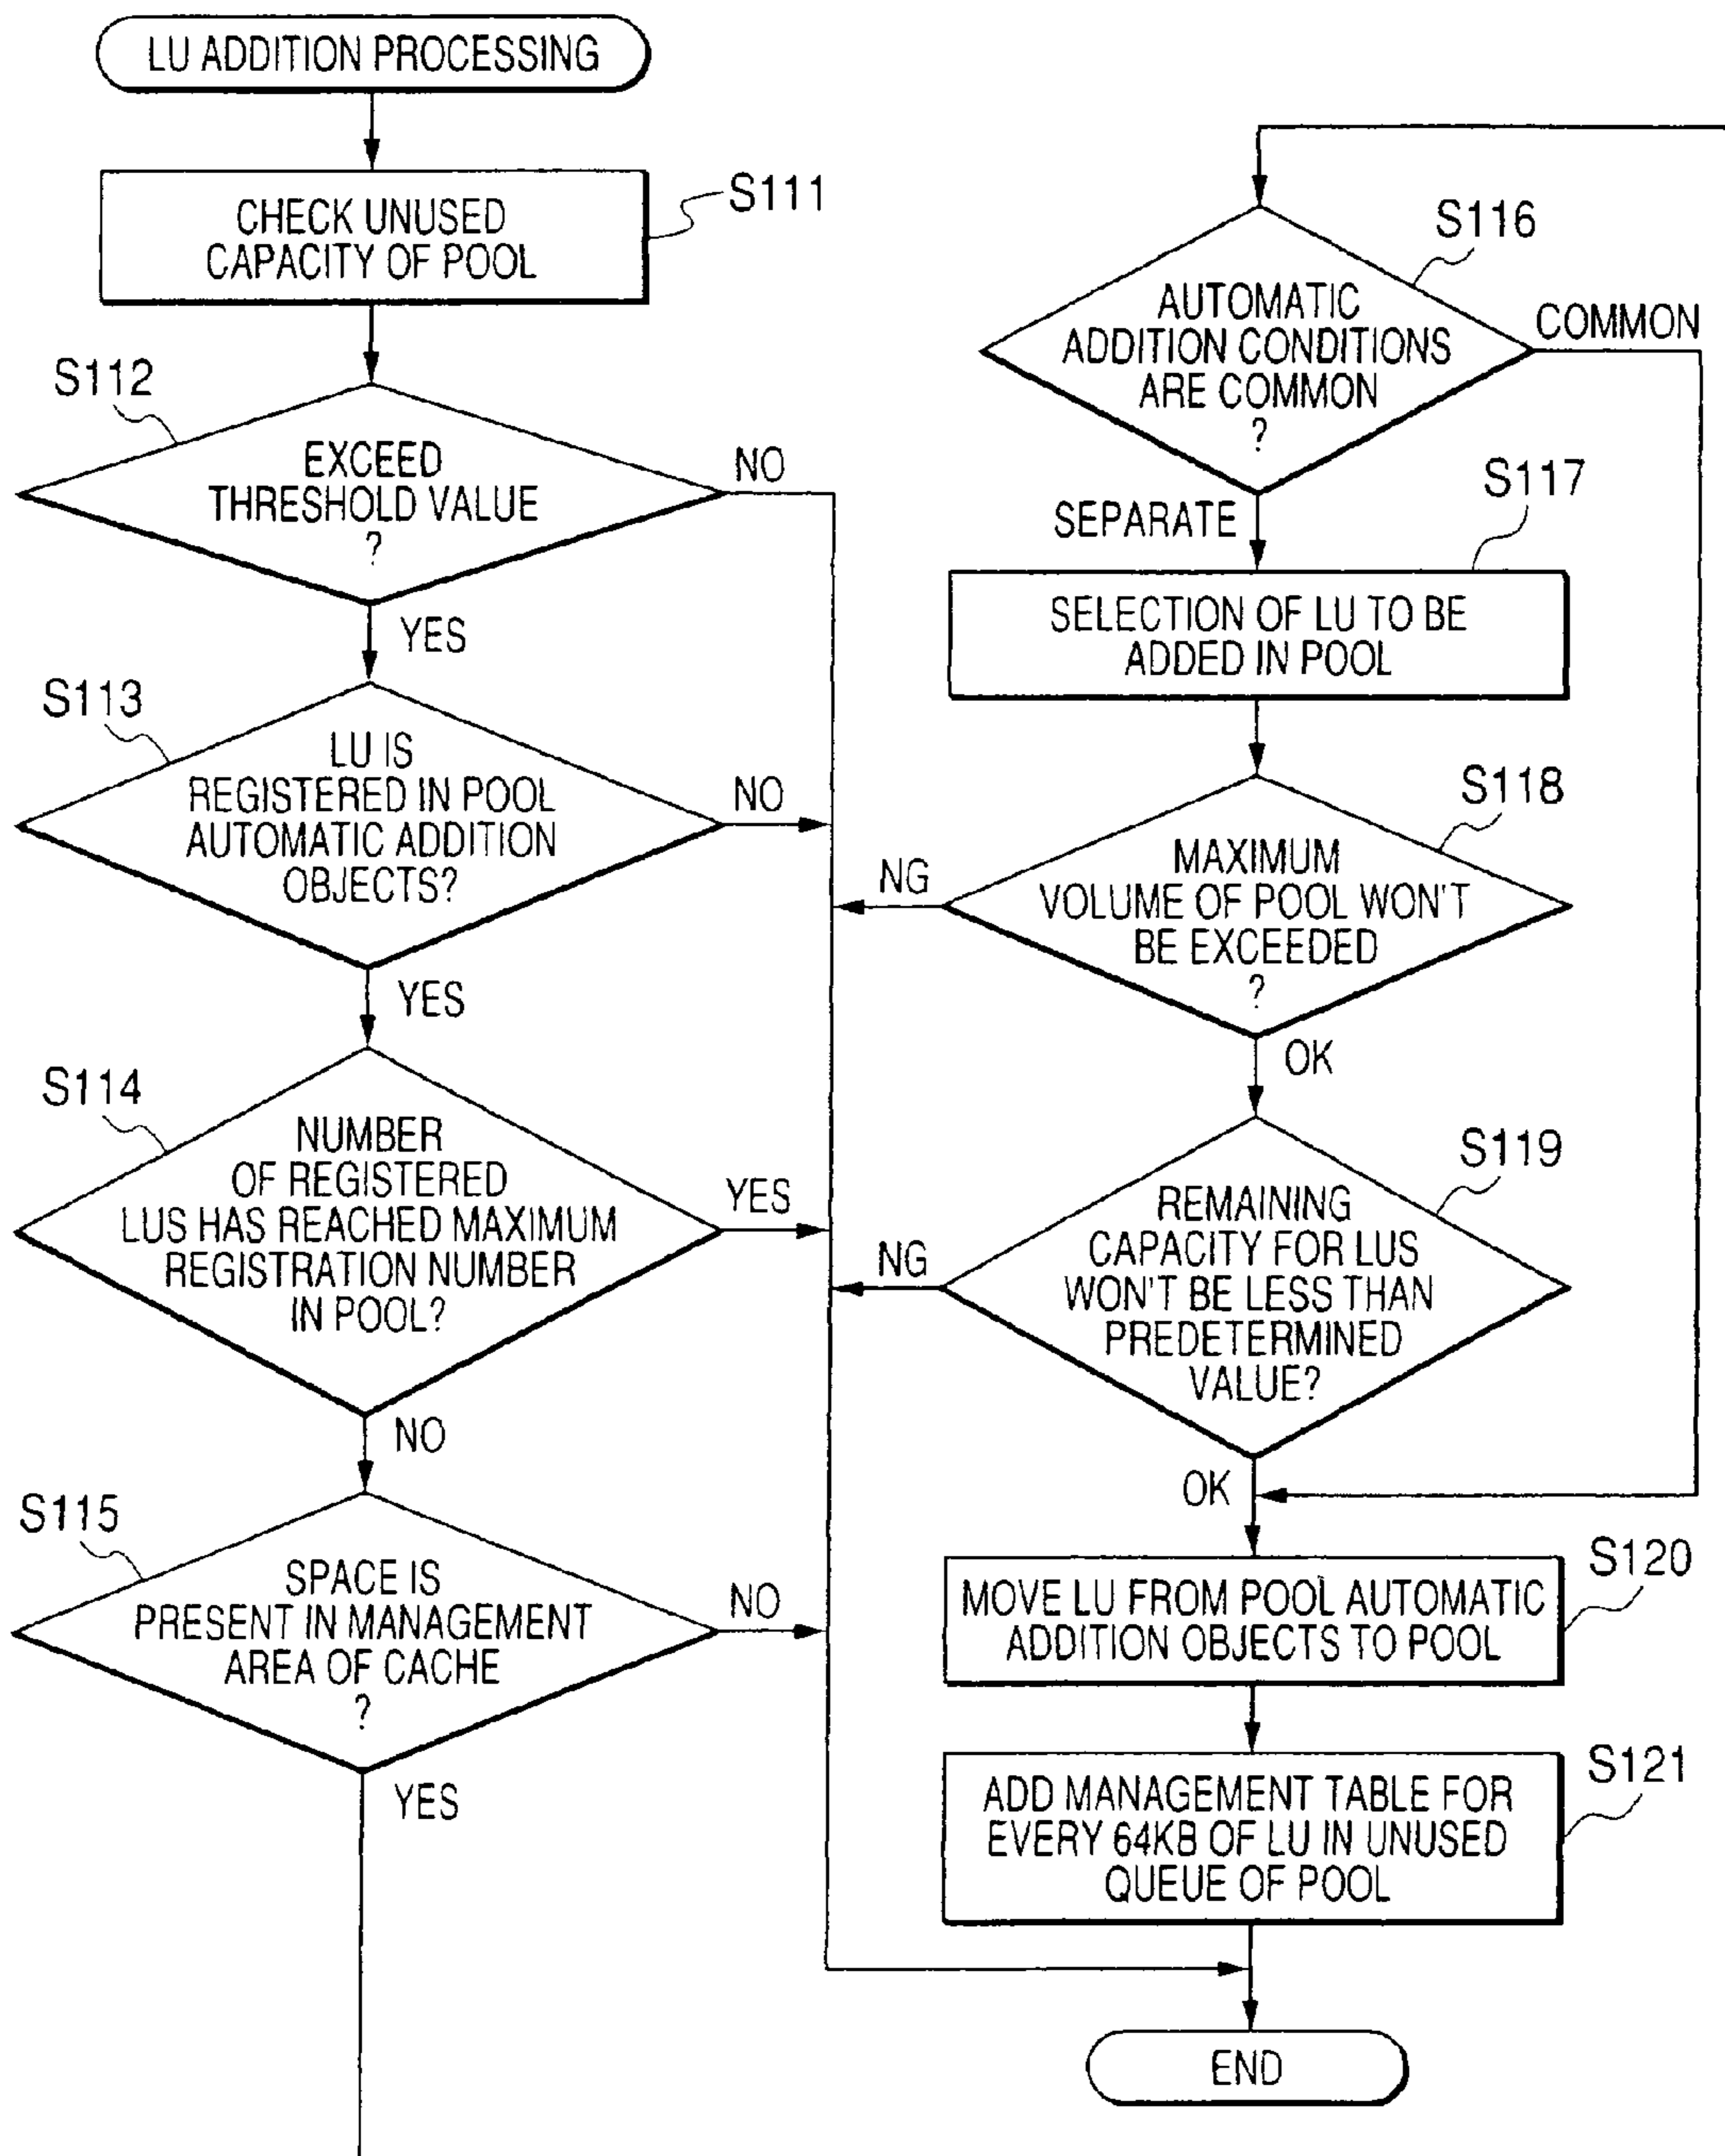 LU ADDITION PROCESSING
CHECK UNUSED
CAPACITY OF POOL
S111
S112
EXCEED
THRESHOLD VALUE
?
NO
YES
S113
LU IS
REGISTERED IN POOL
AUTOMATIC ADDITION
OBJECTS?
NO
YES
S114
NUMBER
OF REGISTERED
LUS HAS REACHED MAXIMUM
REGISTRATION NUMBER
IN POOL?
YES
NO
S115
SPACE IS
PRESENT IN MANAGEMENT
AREA OF CACHE
?
NO
YES
S116
AUTOMATIC
ADDITION CONDITIONS
ARE COMMON
?
COMMON
SEPARATE
S117
SELECTION OF LU TO BE
ADDED IN POOL
S118
MAXIMUM
VOLUME OF POOL WON'T
BE EXCEEDED
?
NG
OK
S119
REMAINING
CAPACITY FOR LUS
WON'T BE LESS THAN
PREDETERMINED
VALUE?
NG
OK
S120
MOVE LU FROM POOL AUTOMATIC
ADDITION OBJECTS TO POOL
S121
ADD MANAGEMENT TABLE FOR
EVERY 64KB OF LU IN UNUSED
QUEUE OF POOL
END